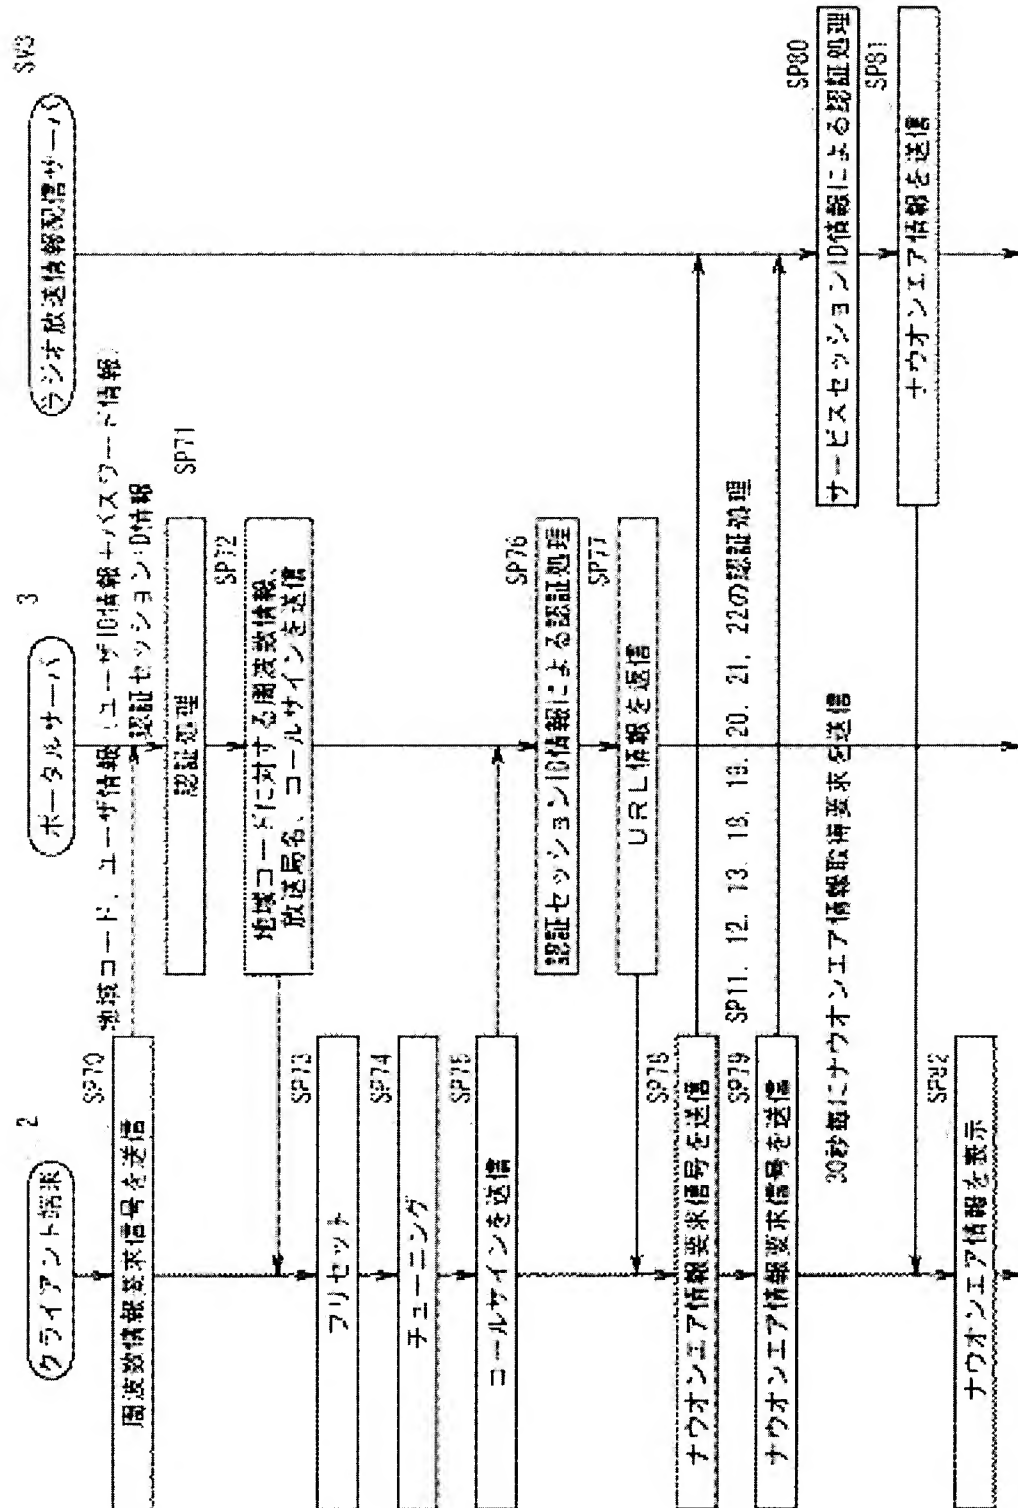 クライアント端末
2
ポータルサーバ
3
ラジオ放送情報配信サーバ
SV3
SP70
周波数情報要求信号を送信
地域コード、ユーザ情報(ユーザID情報+パスワード情報)
認証セッションID情報
SP71
認証処理
SP72
地域コードに対する周波数情報、
放送局名、コールサインを送信
SP73
プリセット
SP74
チューニング
SP75
コールサインを送信
SP76
認証セッションID情報による認証処理
SP77
URL情報を返信
SP78
ナウオンエア情報要求信号を送信
SP11. 12. 13. 18. 19. 20. 21. 22の認証処理
SP79
ナウオンエア情報要求信号を送信
30秒毎にナウオンエア情報取得要求を送信
SP80
サービスセッションID情報による認証処理
SP81
ナウオンエア情報を送信
SP82
ナウオンエア情報を表示